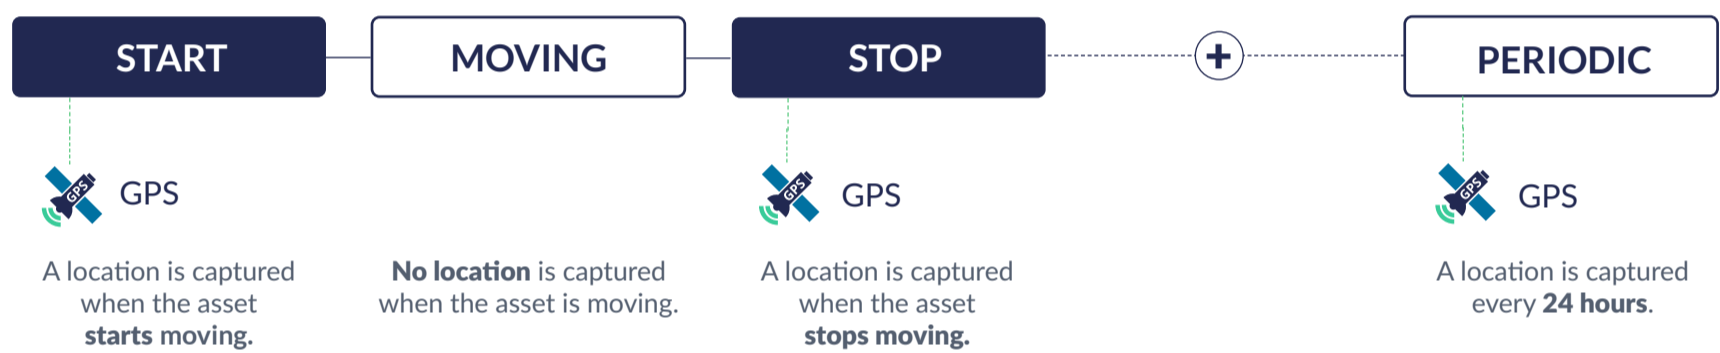 START
MOVING
STOP
+
PERIODIC
GPS GPS
GPS GPS
GPS GPS
A location is captured
when the asset
starts moving.
No location is captured
when the asset is moving.
A location is captured
when the asset
stops moving.
A location is captured
every 24 hours.